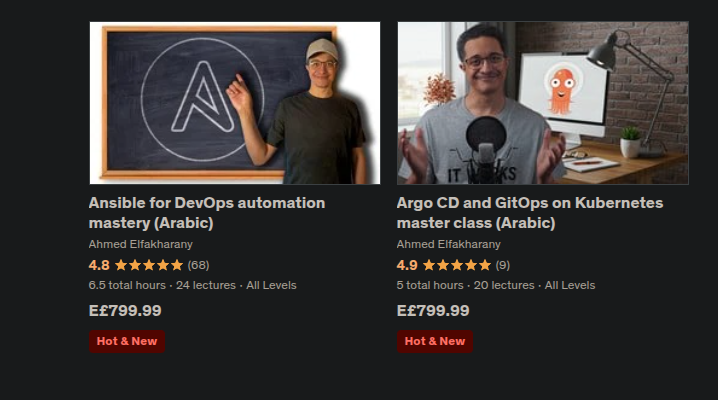 IT W RKS
Ansible for DevOps automation
mastery (Arabic)
Ahmed Elfakharany
4.8 (68)
6.5 total hours · 24 lectures · All Levels
E£799.99
Hot & New
Argo CD and GitOps on Kubernetes
master class (Arabic)
Ahmed Elfakharany
4.9 (9)
5 total hours · 20 lectures · All Levels
E£799.99
Hot & New